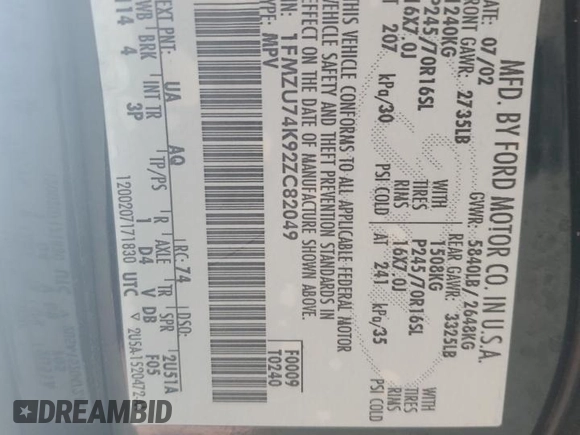 MFD. BY FORD MOTOR CO. IN U.S.A.
07/02 GVWR: 5840LB / 2648KG
FRONT GAWR: 2735LB REAR GAWR: 3325LB
1240KG WITH 1508KG WITH
P245/70R16SL TIRES P245/70R16SL TIRES
16X7.0J RIMS 16X7.0J RIMS
AT 207 kPa/30 PSI COLD AT 241 kPa/35 PSI COLD
THIS VEHICLE CONFORMS TO ALL APPLICABLE FEDERAL MOTOR
VEHICLE SAFETY AND THEFT PREVENTION STANDARDS IN
EFFECT ON THE DATE OF MANUFACTURE SHOWN ABOVE.
1FMZU74K92ZC82049 F0009
TYPE: MPV T0240
EXT PNT: UA AQ RC: 74 DSO:
WB BRK INT TR TP/PS R AXLE TR SPR 2U51A
114 4 3P 1 D4 V DB F05
1200207171830 UTC
DREAMBID